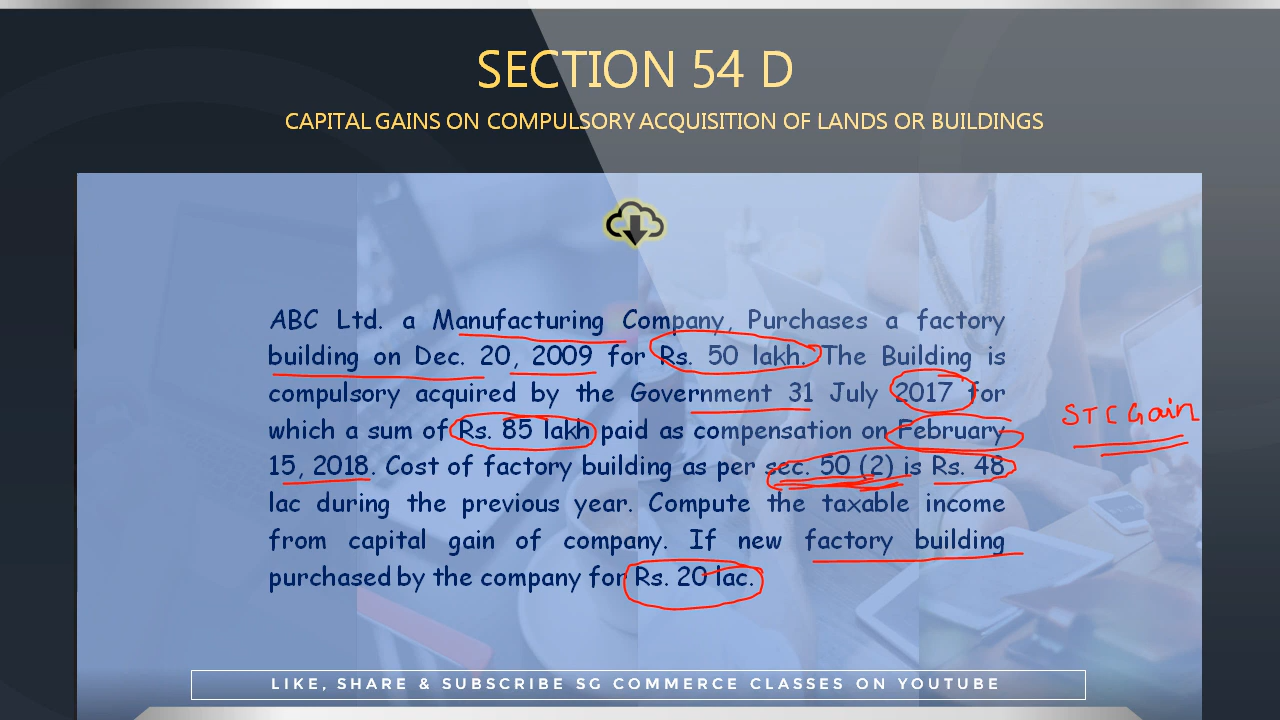 SECTION 54 D
CAPITAL GAINS ON COMPULSORY ACQUISITION OF LANDS OR BUILDINGS
ABC Ltd. a Manufacturing Company, Purchases a factory
building on Dec. 20, 2009 for Rs. 50 lakh. The Building is
compulsory acquired by the Government 31 July 2017 for
which a sum of Rs. 85 lakh paid as compensation on February
15, 2018. Cost of factory building as per sec. 50 (2) is Rs. 48
lac during the previous year. Compute the taxable income
from capital gain of company. If new factory building
purchased by the company for Rs. 20 lac.
STC Gain
LIKE, SHARE & SUBSCRIBE SG COMMERCE CLASSES ON YOUTUBE